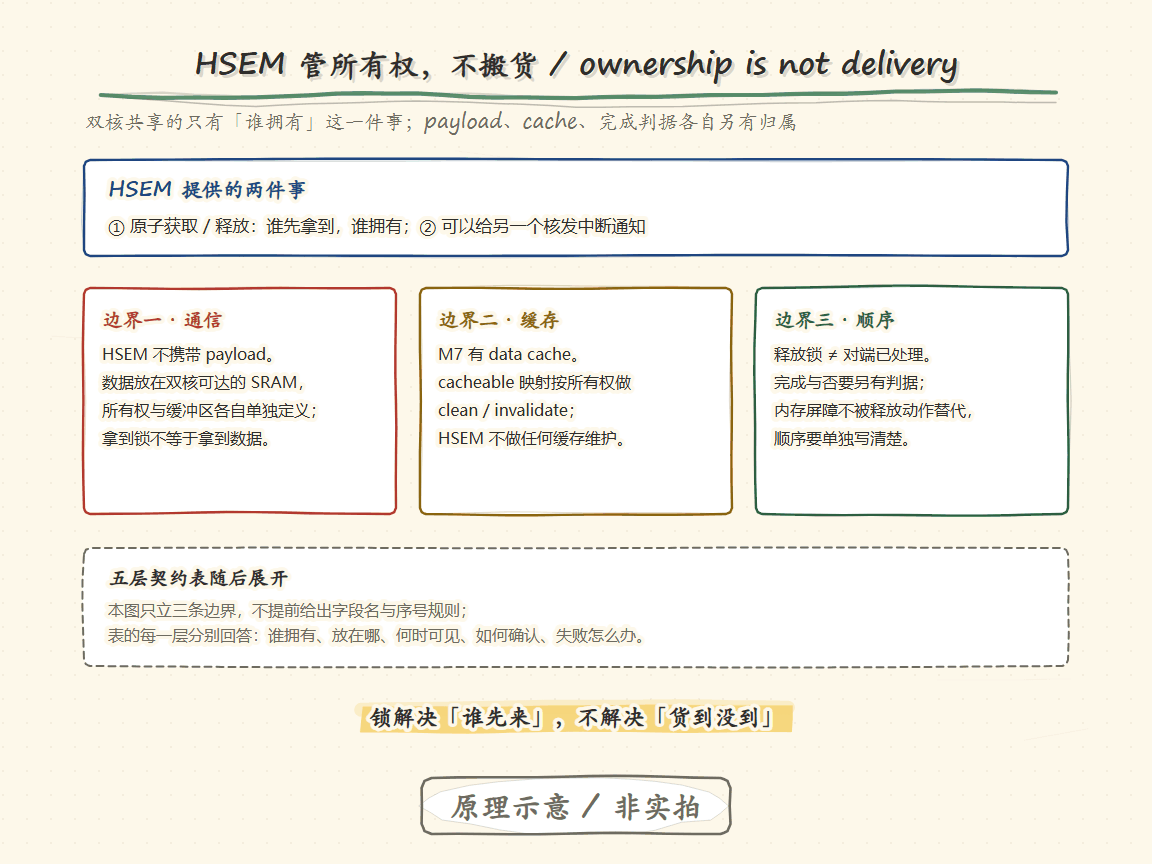 HSEM 管所有权，不搬货 / ownership is not delivery
双核共享的只有「谁拥有」这一件事；payload、cache、完成判据各自另有归属
HSEM 提供的两件事
① 原子获取 / 释放：谁先拿到，谁拥有；② 可以给另一个核发中断通知
边界一 · 通信
HSEM 不携带 payload。
数据放在双核可达的 SRAM，
所有权与缓冲区各自单独定义；
拿到锁不等于拿到数据。
边界二 · 缓存
M7 有 data cache。
cacheable 映射按所有权做
clean / invalidate；
HSEM 不做任何缓存维护。
边界三 · 顺序
释放锁 ≠ 对端已处理。
完成与否要另有判据；
内存屏障不被释放动作替代，
顺序要单独写清楚。
五层契约表随后展开
本图只立三条边界，不提前给出字段名与序号规则；
表的每一层分别回答：谁拥有、放在哪、何时可见、如何确认、失败怎么办。
锁解决「谁先来」，不解决「货到没到」
原理示意 / 非实拍